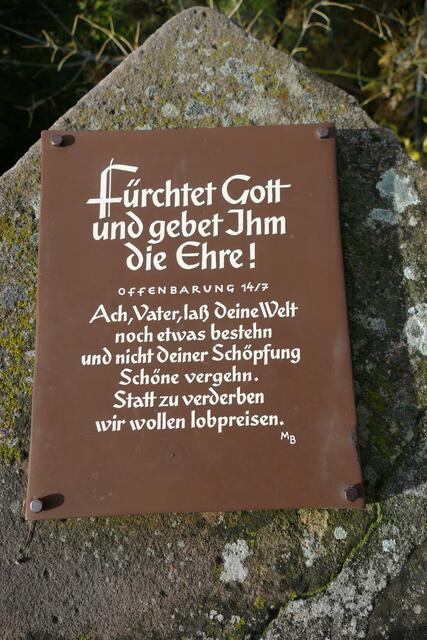 Fürchtet Gott
und gebet Ihm
die Ehre!
OFFENBARUNG 14/7
Ach, Vater, laß deine Welt
noch etwas bestehn
und nicht deiner Schöpfung
Schöne vergehn.
Statt zu verderben
wir wollen lobpreisen.
MB